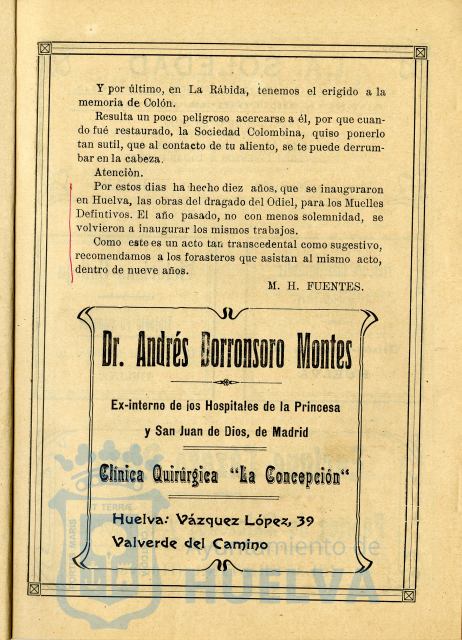 Y por último, en La Rábida, tenemos el erigido a la
memoria de Colón.
Resulta un poco peligroso acercarse a él, por que cuan-
do fué restaurado, la Sociedad Colombina, quiso ponerlo
tan sutil, que al contacto de tu aliento, se te puede derrum-
bar en la cabeza.
Atención.
Por estos dias ha hecho diez años, que se inauguraron
en Huelva, las obras del dragado del Odiel, para los Muelles
Defintivos. El año pasado, no con menos solemnidad, se
volvieron a inaugurar los mismos trabajos.
Como este es un acto tan transcedental como sugestivo,
recomendamos a los forasteros que asistan al mismo acto,
dentro de nueve años.
M. H. FUENTES.
Dr. Andrés Dorronsoro Montes
Ex-interno de los Hospitales de la Princesa
y San Juan de Dios, de Madrid
Clínica Quirúrgica "La Concepción"
Huelva: Vázquez López, 39
Valverde del Camino
Ayuntamiento de
HUELVA